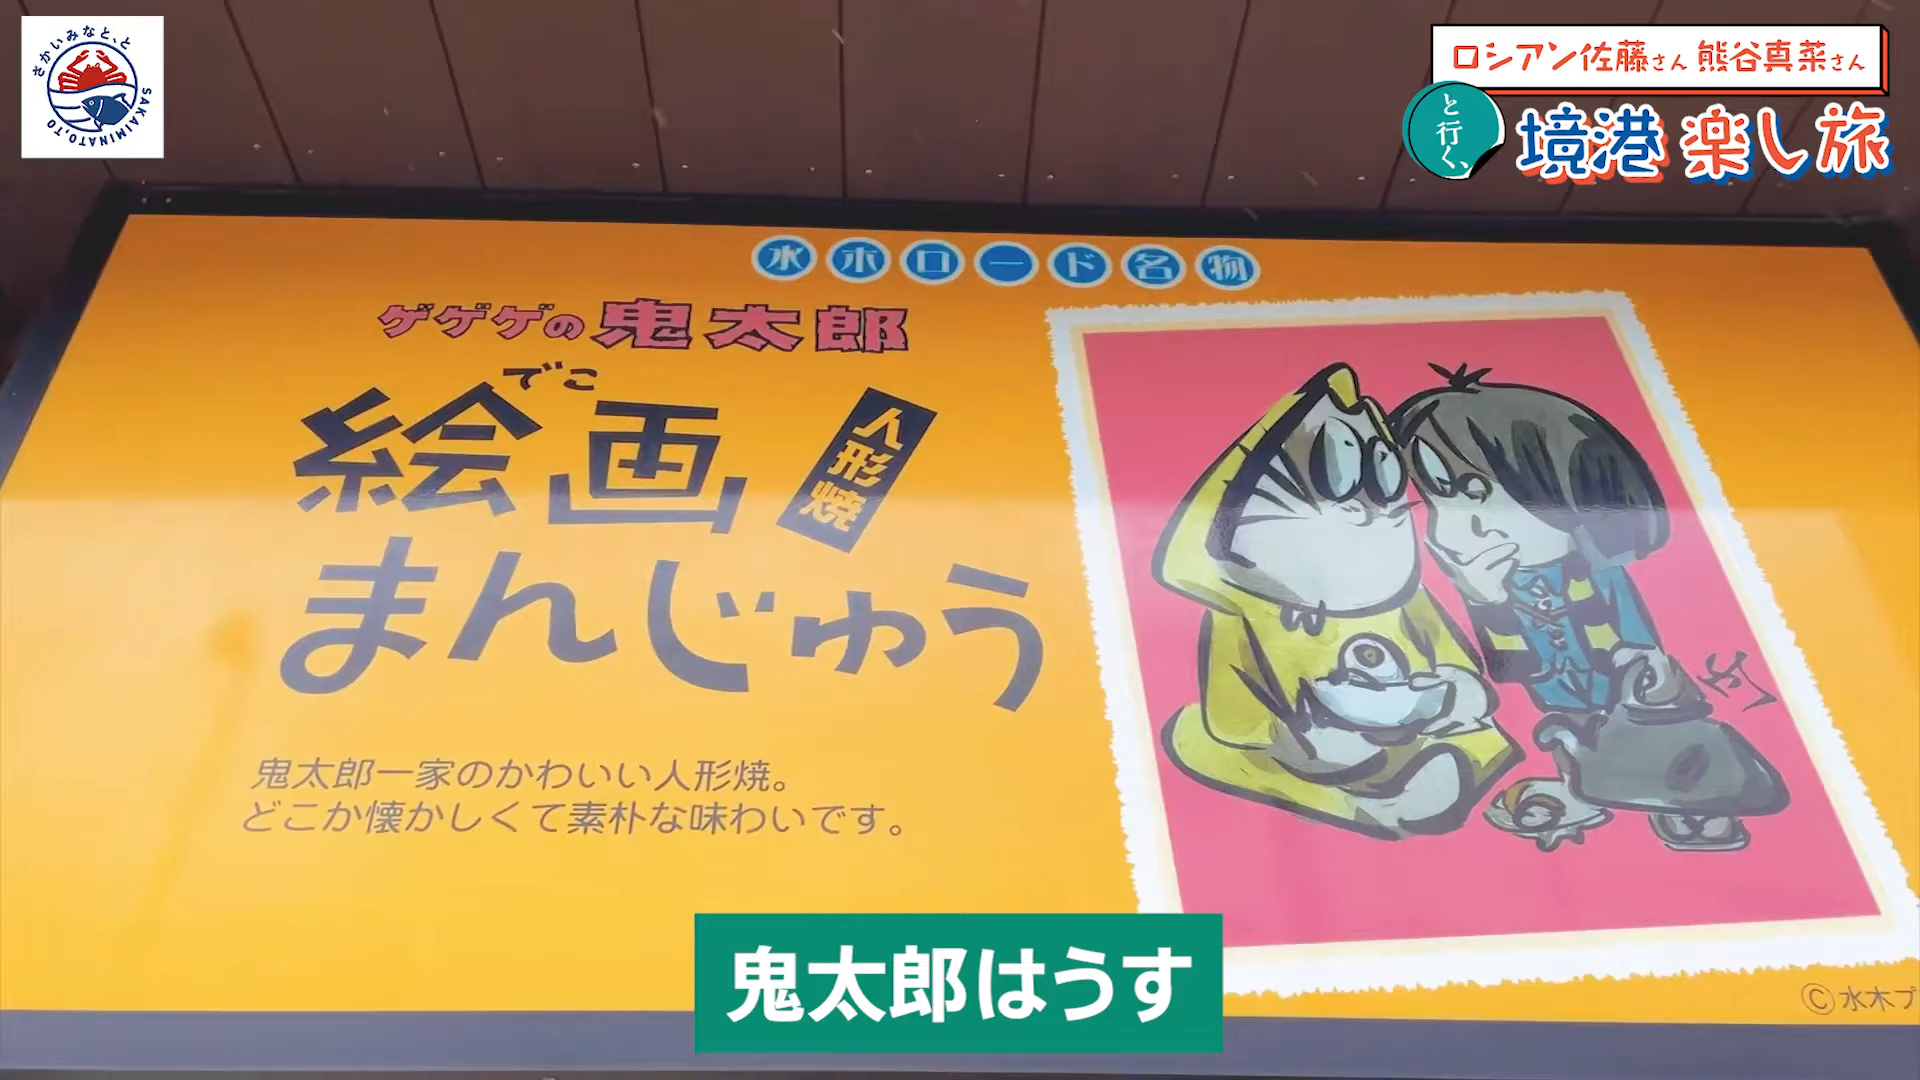 さかいみなと、と
SAKAIMINATO,TO
ロシアン佐藤さん 熊谷真菜さん
と行く、
境港 楽し旅
水木ロード名物
ゲゲゲの鬼太郎
でこ
絵画
人形焼
まんじゅう
鬼太郎一家のかわいい人形焼。
どこか懐かしくて素朴な味わいです。
鬼太郎はうす
©水木プ